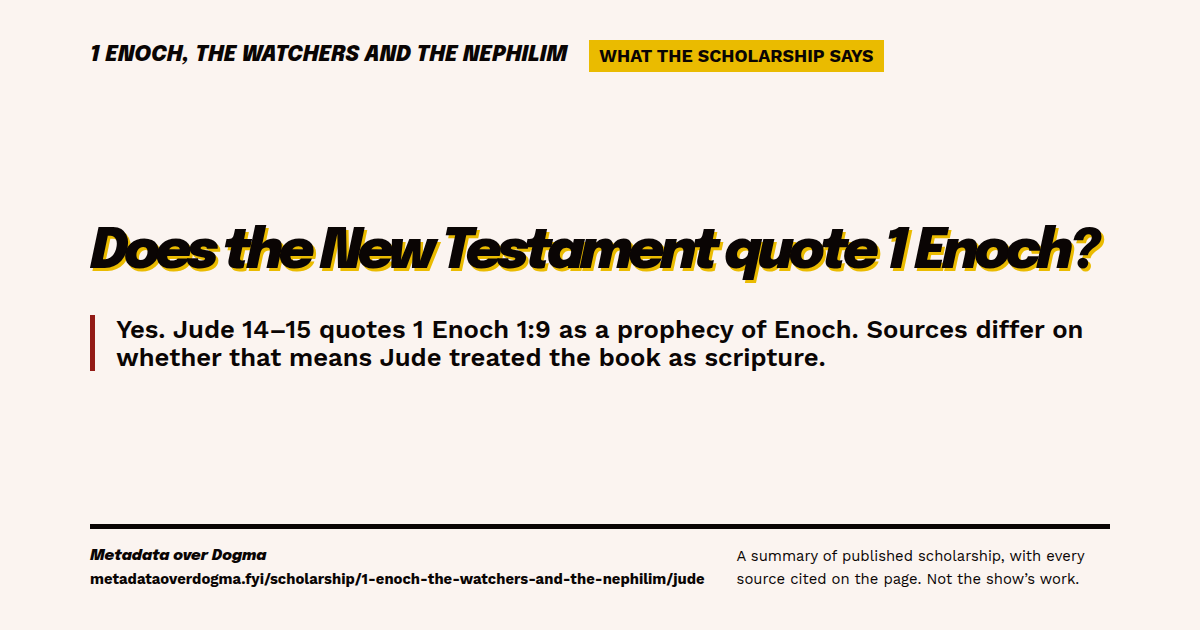 1 ENOCH, THE WATCHERS AND THE NEPHILIM
WHAT THE SCHOLARSHIP SAYS
Does the New Testament quote 1 Enoch?
Yes. Jude 14–15 quotes 1 Enoch 1:9 as a prophecy of Enoch. Sources differ on
whether that means Jude treated the book as scripture.
Metadata over Dogma
metadataoverdogma.fyi/scholarship/1-enoch-the-watchers-and-the-nephilim/jude
A summary of published scholarship, with every
source cited on the page. Not the show’s work.